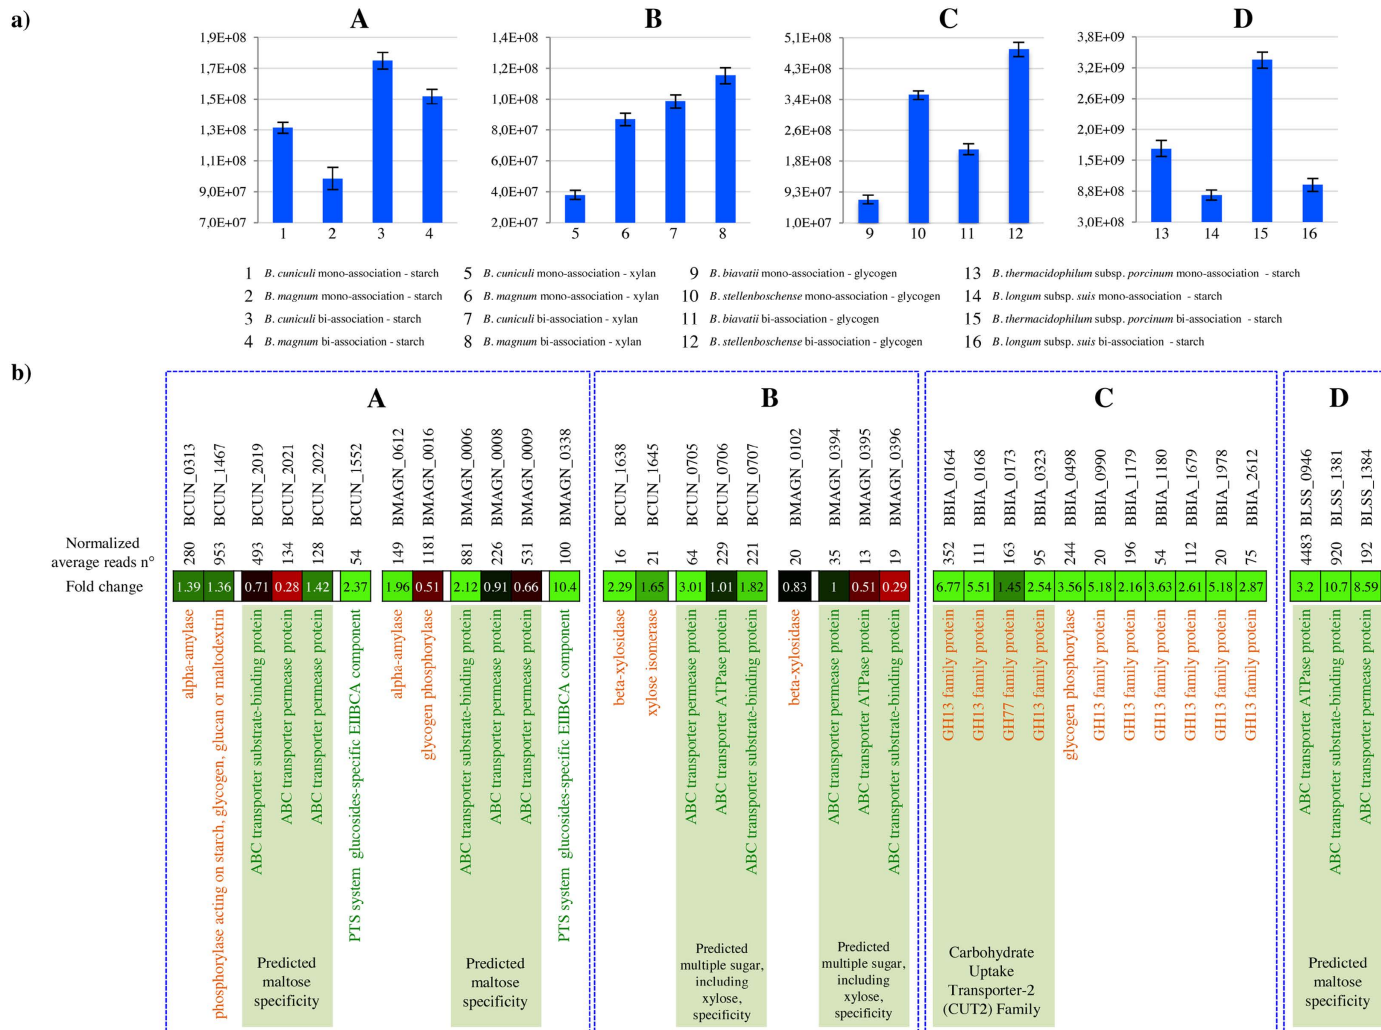 a)
A
B
C
D
1,9E+08
1,7E+08
1,5E+08
1,3E+08
1,1E+08
9,0E+07
7,0E+07
1
2
3
4
1,4E+08
1,2E+08
1,0E+08
8,0E+07
6,0E+07
4,0E+07
2,0E+07
5
6
7
8
5,1E+08
4,3E+08
3,4E+08
2,6E+08
1,8E+08
9,3E+07
1,0E+07
9
10
11
12
3,8E+09
3,2E+09
2,6E+09
2,0E+09
1,5E+09
8,8E+08
3,0E+08
13
14
15
16
1 B. cuniculi mono-association - starch
2 B. magnum mono-association - starch
3 B. cuniculi bi-association - starch
4 B. magnum bi-association - starch
5 B. cuniculi mono-association - xylan
6 B. magnum mono-association - xylan
7 B. cuniculi bi-association - xylan
8 B. magnum bi-association - xylan
9 B. biavatii mono-association - glycogen
10 B. stellenboschense mono-association - glycogen
11 B. biavatii bi-association - glycogen
12 B. stellenboschense bi-association - glycogen
13 B. thermacidophilum subsp. porcinum mono-association - starch
14 B. longum subsp. suis mono-association - starch
15 B. thermacidophilum subsp. porcinum bi-association - starch
16 B. longum subsp. suis bi-association - starch
b)
Normalized
average reads n°
Fold change
A
BCUN_0313
BCUN_1467
BCUN_2019
BCUN_2021
BCUN_2022
BCUN_1552
BMAGN_0612
BMAGN_0016
BMAGN_0006
BMAGN_0008
BMAGN_0009
BMAGN_0338
280
953
493
134
128
54
149
1181
881
226
531
100
1.39
1.36
0.71
0.28
1.42
2.37
1.96
0.51
2.12
0.91
0.66
10.4
alpha-amylase
phosphorylase acting on starch, glycogen, glucan or maltodextrin
ABC transporter substrate-binding protein
ABC transporter permease protein
ABC transporter permease protein
PTS system glucosides-specific EIIBCA component
alpha-amylase
glycogen phosphorylase
ABC transporter substrate-binding protein
ABC transporter permease protein
ABC transporter permease protein
PTS system glucosides-specific EIIBCA component
Predicted
maltose
specificity
Predicted
maltose
specificity
B
BCUN_1638
BCUN_1645
BCUN_0705
BCUN_0706
BCUN_0707
BMAGN_0102
BMAGN_0394
BMAGN_0395
BMAGN_0396
16
21
64
229
221
20
35
13
19
2.29
1.65
3.01
1.01
1.82
0.83
1
0.51
0.29
beta-xylosidase
xylose isomerase
ABC transporter permease protein
ABC transporter ATPase protein
ABC transporter substrate-binding protein
beta-xylosidase
ABC transporter permease protein
ABC transporter ATPase protein
ABC transporter substrate-binding protein
Predicted
multiple sugar,
including
xylose,
specificity
Predicted
multiple sugar,
including
xylose,
specificity
C
BBIA_0164
BBIA_0168
BBIA_0173
BBIA_0323
BBIA_0498
BBIA_0990
BBIA_1179
BBIA_1180
BBIA_1679
BBIA_1978
BBIA_2612
352
111
163
95
244
20
196
54
112
20
75
6.77
5.51
1.45
2.54
3.56
5.18
2.16
3.63
2.61
5.18
2.87
GH13 family protein
GH13 family protein
GH77 family protein
GH13 family protein
glycogen phosphorylase
GH13 family protein
GH13 family protein
GH13 family protein
GH13 family protein
GH13 family protein
GH13 family protein
Carbohydrate
Uptake
Transporter-2
(CUT2) Family
D
BLSS_0946
BLSS_1381
BLSS_1384
4483
920
192
3.2
10.7
8.59
ABC transporter ATPase protein
ABC transporter substrate-binding protein
ABC transporter permease protein
Predicted
maltose
specificity